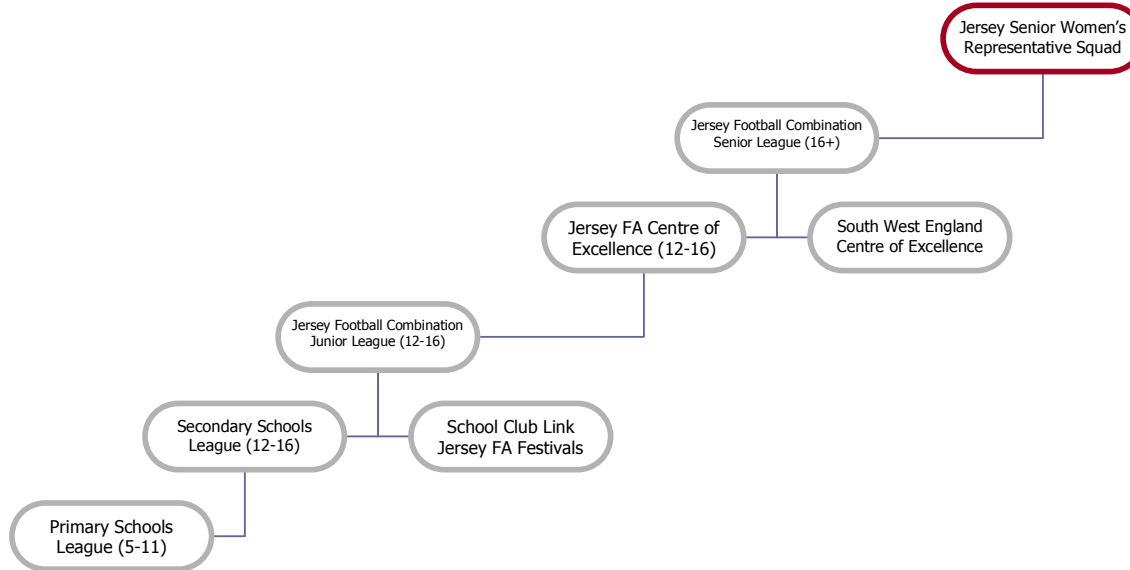 Jersey Senior Women’s
Representative Squad
Jersey Football Combination
Senior League (16+)
Jersey FA Centre of
Excellence (12-16)
South West England
Centre of Excellence
Jersey Football Combination
Junior League (12-16)
Secondary Schools
League (12-16)
School Club Link
Jersey FA Festivals
Primary Schools
League (5-11)